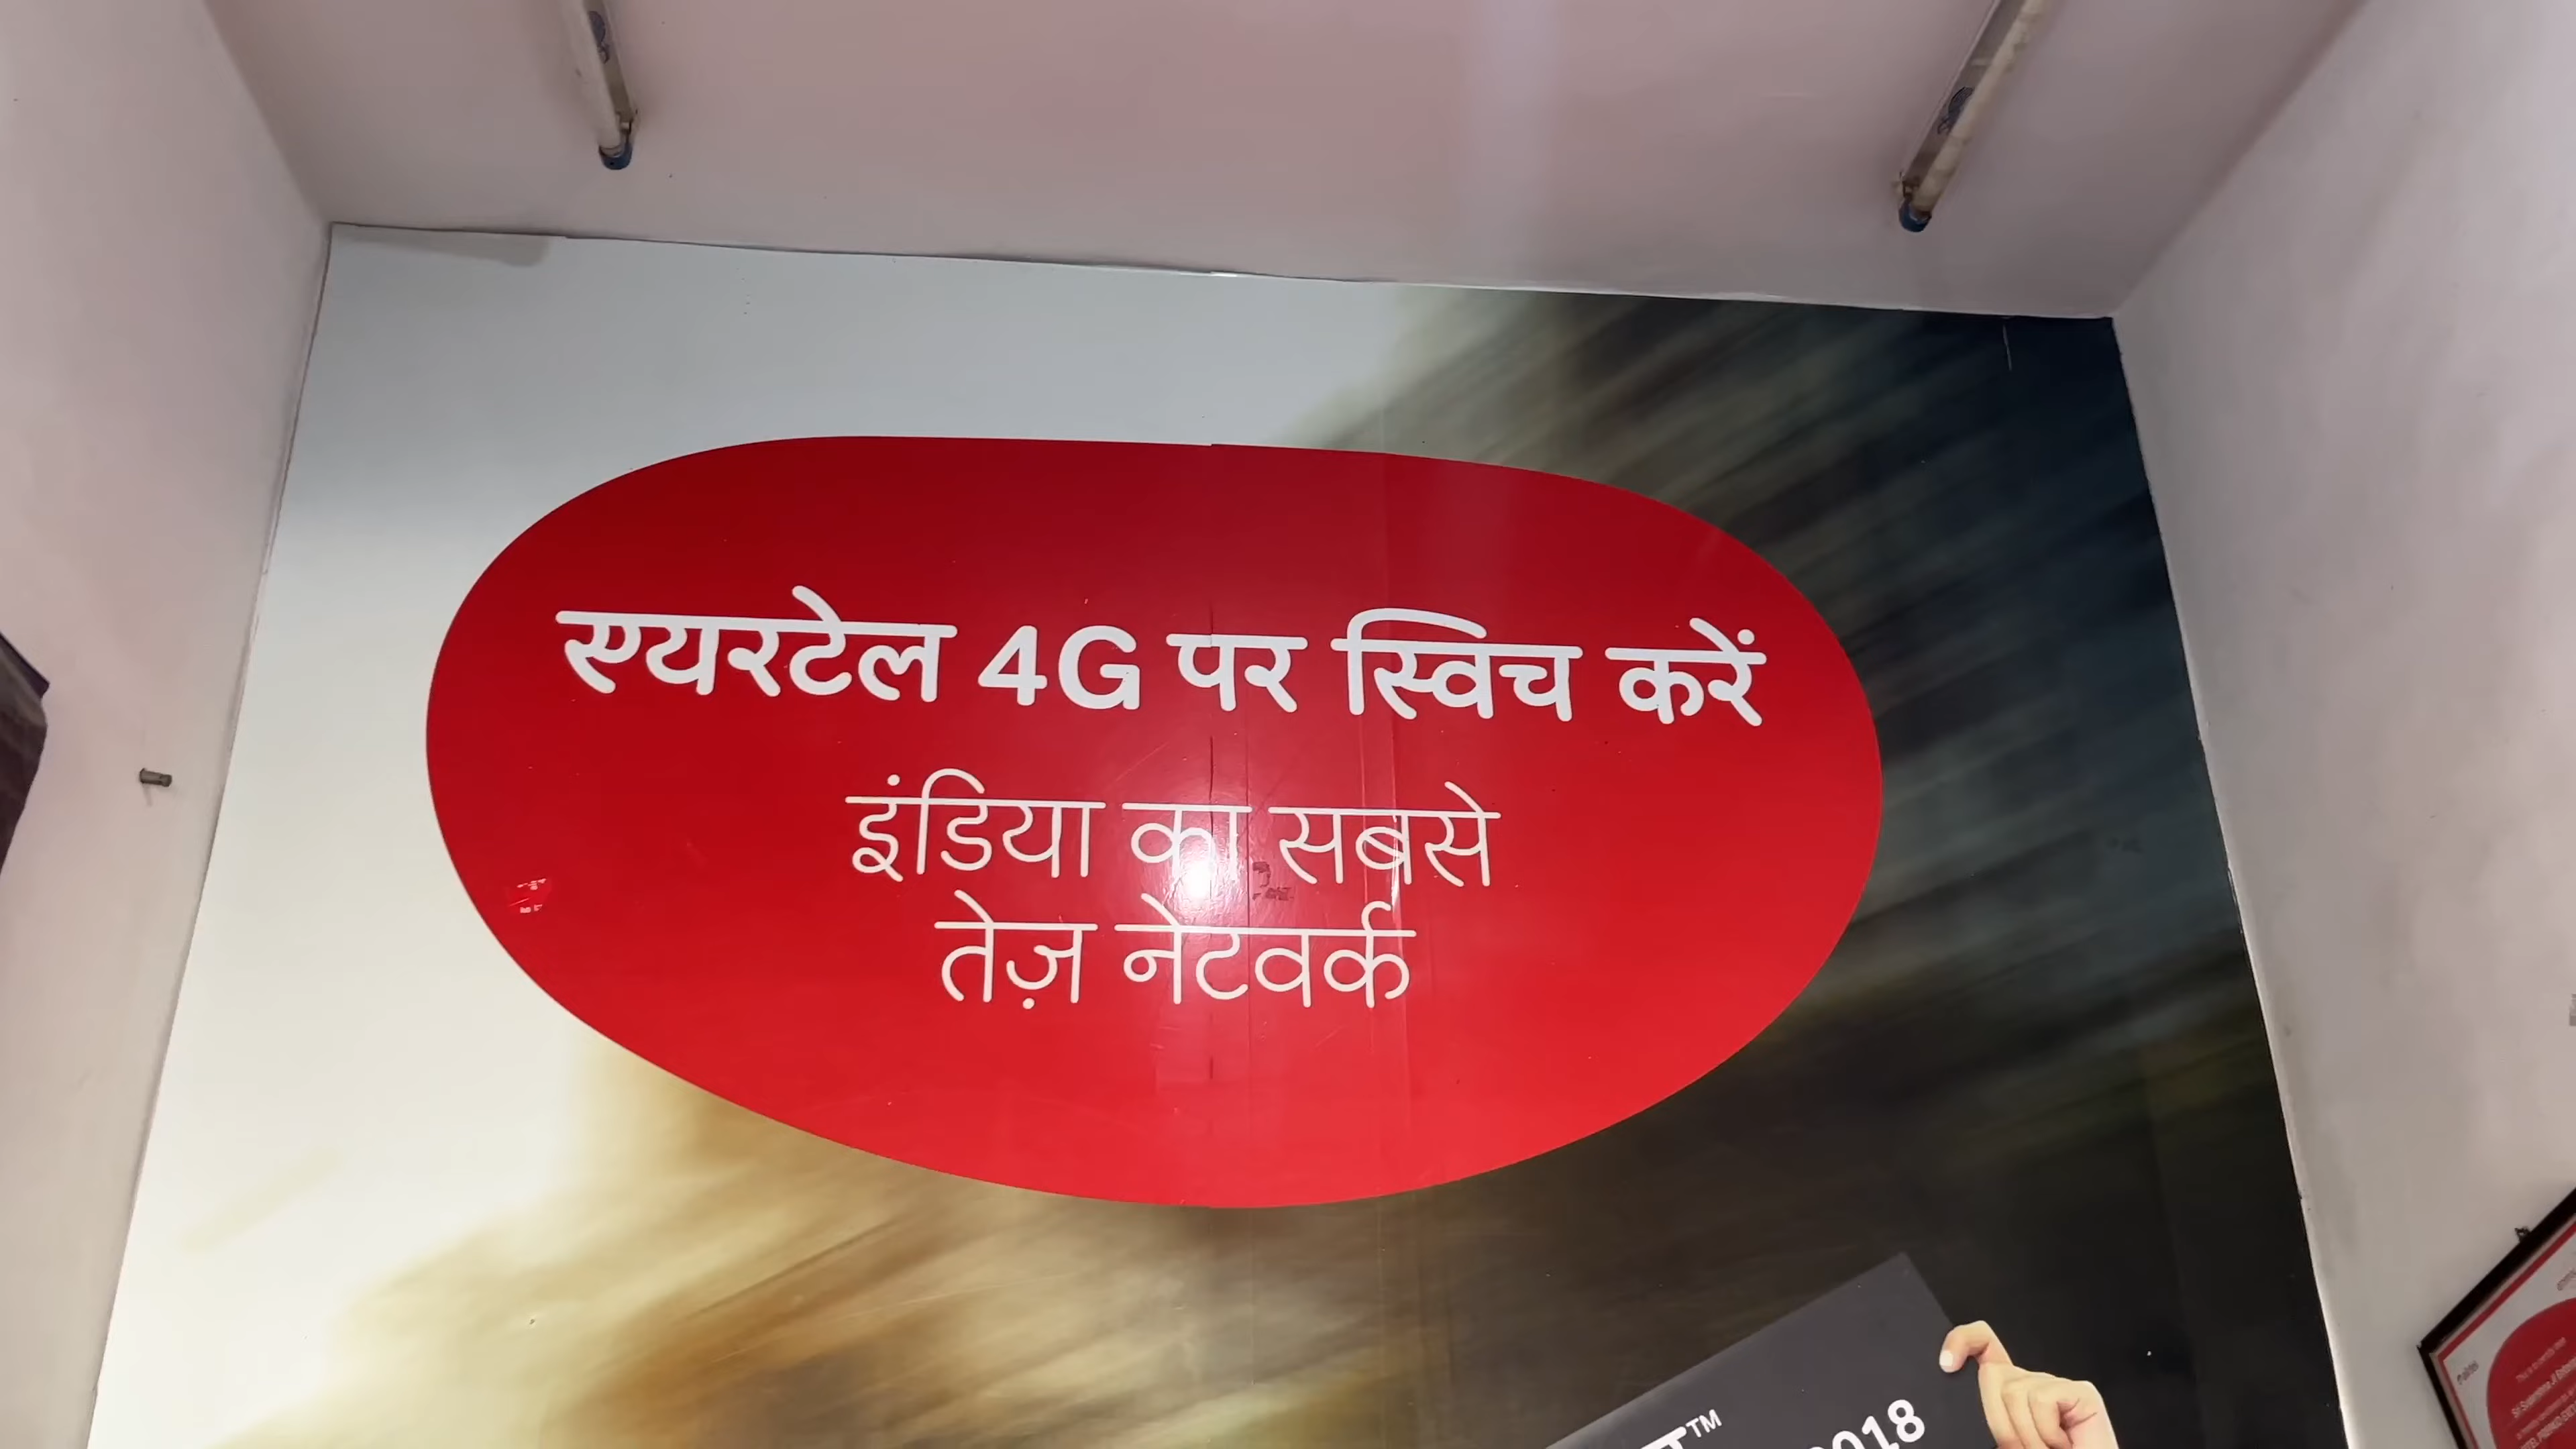 एयरटेल 4G पर स्विच करें
इंडिया का सबसे
तेज़ नेटवर्क